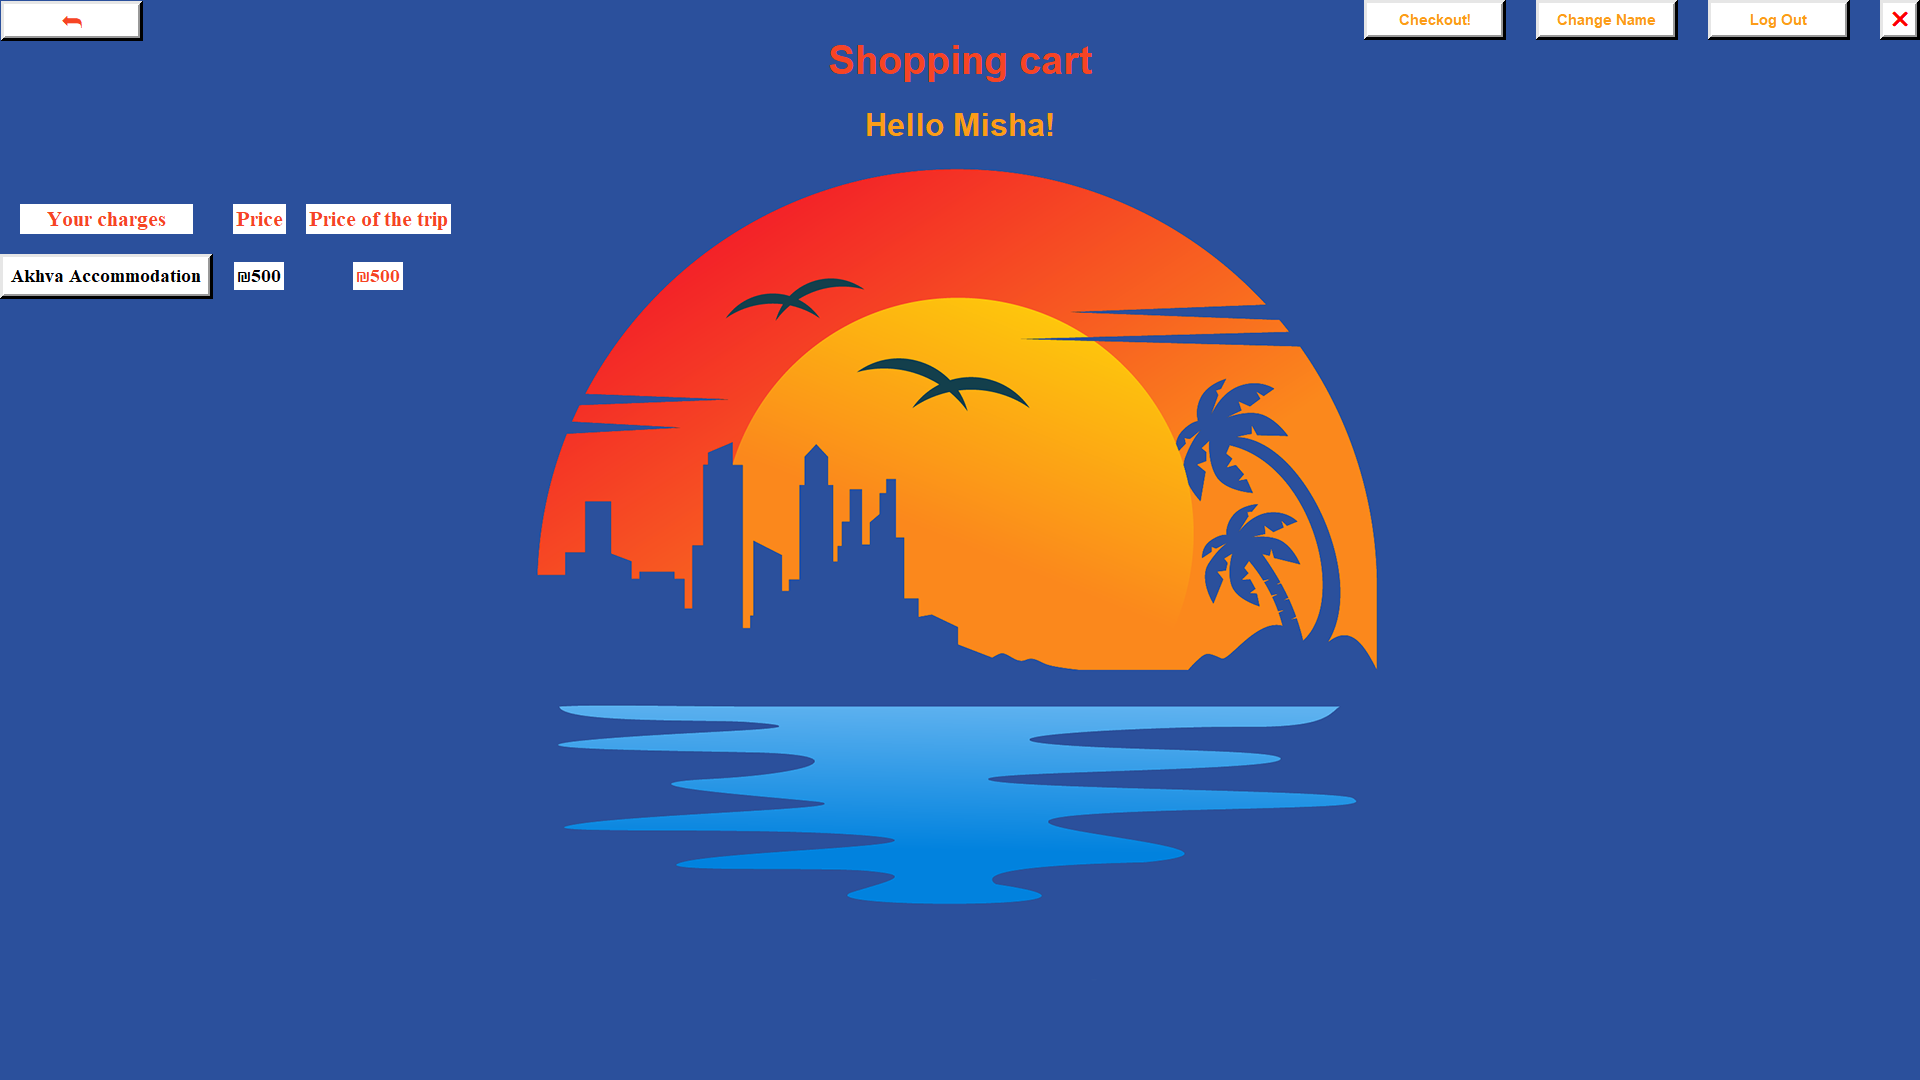 Checkout!
Change Name
Log Out
Shopping cart
Hello Misha!
Your charges
Price
Price of the trip
Akhva Accommodation
₪500
₪500